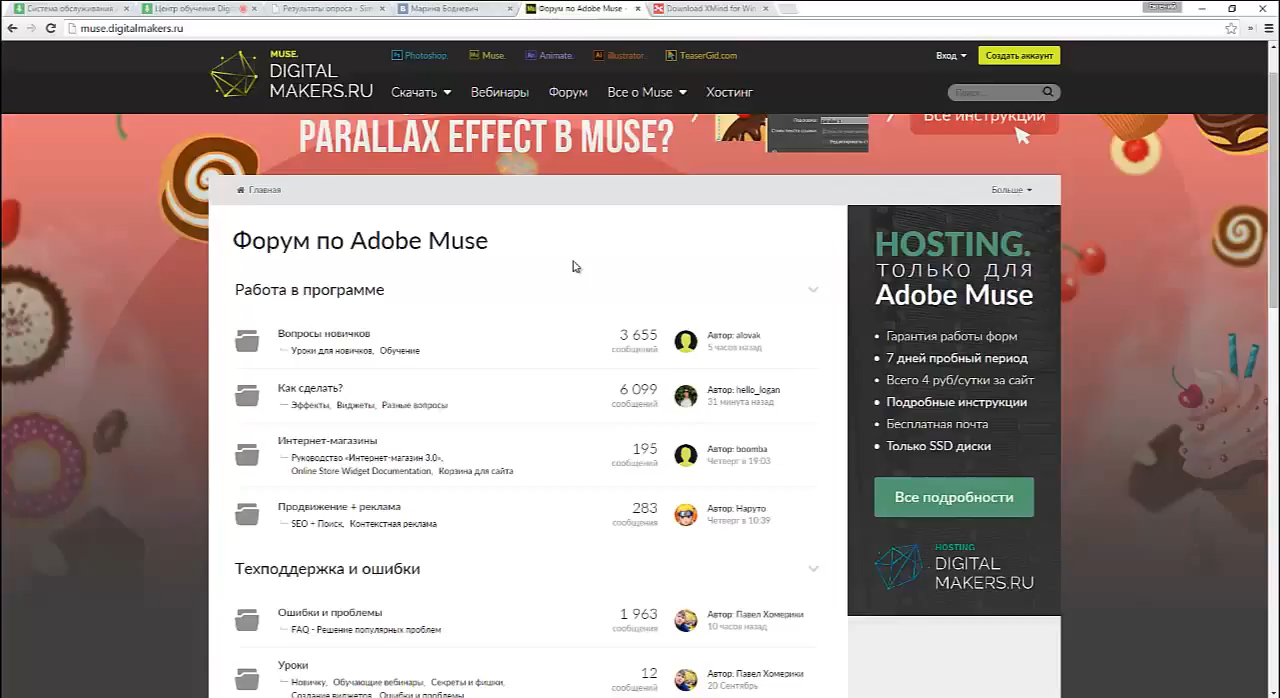 Система обслуживания
Центр обучения Digi
Результаты опроса - Sur
Марина Бодневич
Форум по Adobe Muse -
Download XMind for Win
muse.digitalmakers.ru
MUSE.
DIGITAL
MAKERS.RU
Photoshop.
Muse.
Animate.
Illustrator.
TeaserGid.com
Вход
Создать аккаунт
Скачать
Вебинары
Форум
Все о Muse
Хостинг
Поиск...
PARALLAX EFFECT В MUSE?
Все инструкции
Главная
Больше
Форум по Adobe Muse
Работа в программе
Вопросы новичков
Уроки для новичков, Обучение
3 655
сообщений
Автор: alovak
5 часов назад
Как сделать?
Эффекты, Виджеты, Разные вопросы
6 099
сообщений
Автор: hello_logan
31 минута назад
Интернет-магазины
Руководство «Интернет-магазин 3.0»,
Online Store Widget Documentation, Корзина для сайта
195
сообщений
Автор: boomba
Четверг в 19:03
Продвижение + реклама
SEO + Поиск, Контекстная реклама
283
сообщения
Автор: Наруто
Четверг в 10:39
Техподдержка и ошибки
Ошибки и проблемы
FAQ - Решение популярных проблем
1 963
сообщения
Автор: Павел Хомерики
10 часов назад
Уроки
Новичку, Обучающие вебинары, Секреты и фишки,
Создание виджетов, Ошибки и проблемы
12
сообщений
Автор: Павел Хомерики
20 Сентябрь
HOSTING.
ТОЛЬКО ДЛЯ
Adobe Muse
Гарантия работы форм
7 дней пробный период
Всего 4 руб/сутки за сайт
Подробные инструкции
Бесплатная почта
Только SSD диски
Все подробности
HOSTING
DIGITAL
MAKERS.RU